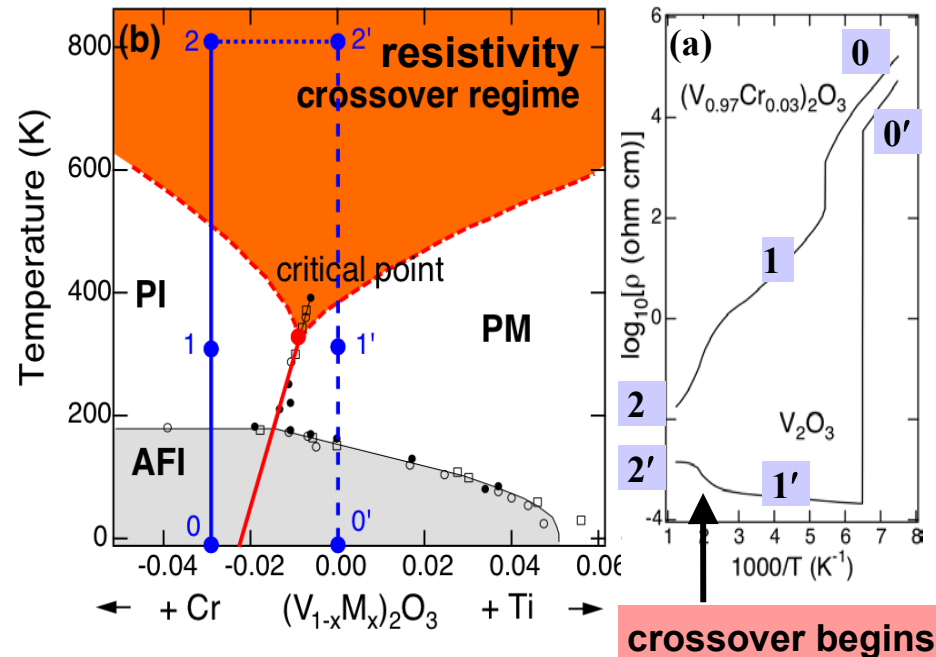 (b)
resistivity
crossover regime
critical point
PI
PM
AFI
2
2'
1
1'
0
0'
Temperature (K)
800
600
400
200
0
-0.04
-0.02
0.00
0.02
0.04
0.06
+ Cr
(V1-xMx)2O3
+ Ti
(a)
0
(V0.97Cr0.03)2O3
0′
1
2
V2O3
2′
1′
log10[ρ (ohm cm)]
6
4
2
0
-4
1
2
3
4
5
6
7
8
1000/T (K-1)
crossover begins